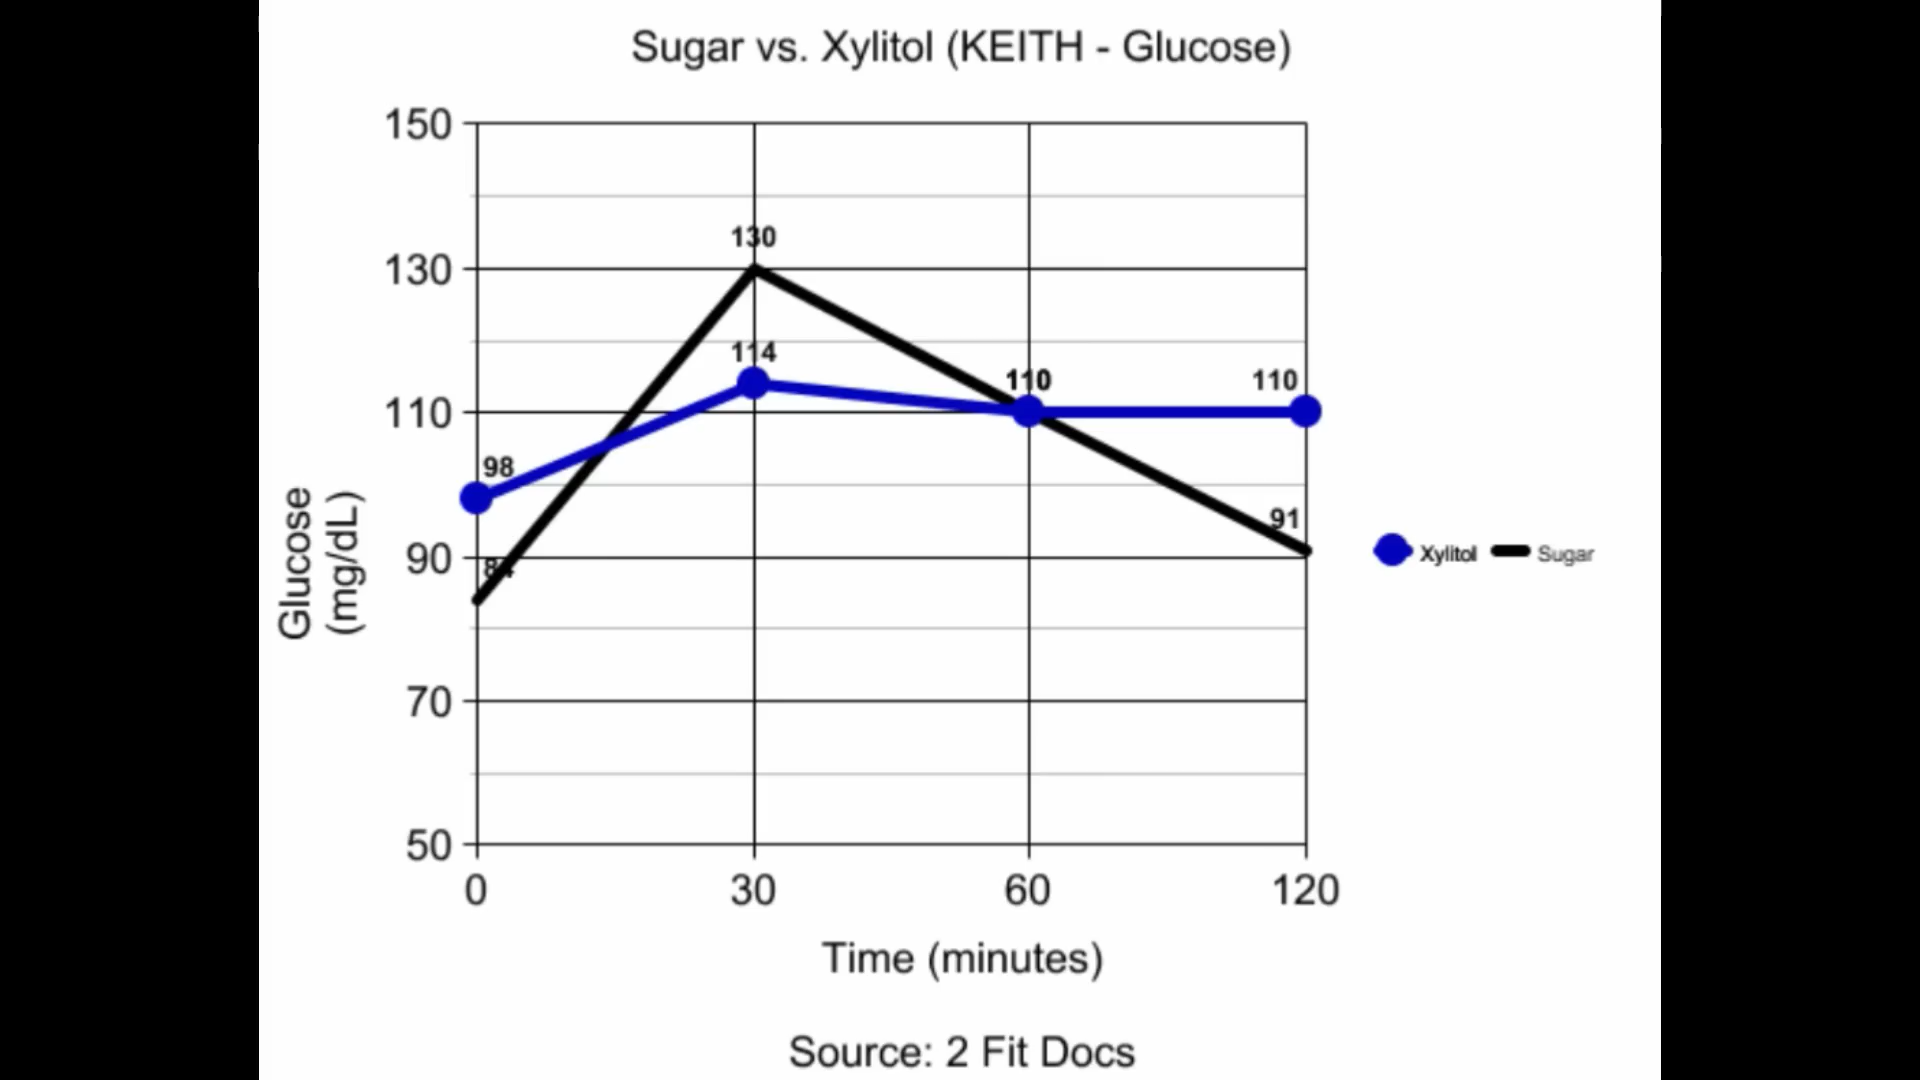 Sugar vs. Xylitol (KEITH - Glucose)
150
130
110
90
70
50
Glucose
(mg/dL)
130
114
110
110
98
84
91
Xylitol Sugar
0 30 60 120
Time (minutes)
Source: 2 Fit Docs